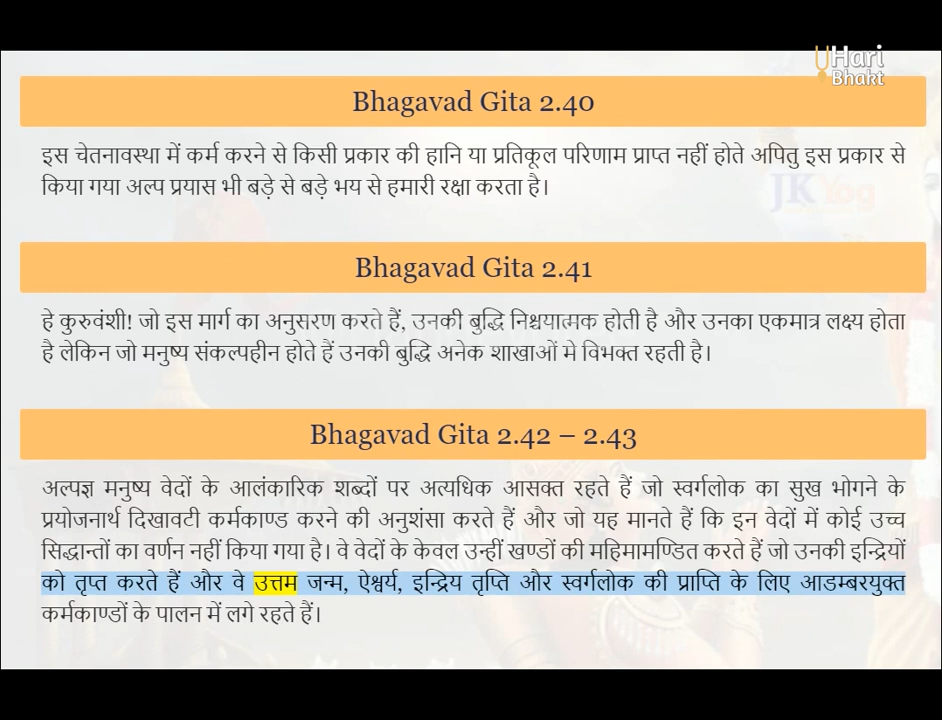 Hari
Bhakt
Bhagavad Gita 2.40
इस चेतनावस्था में कर्म करने से किसी प्रकार की हानि या प्रतिकूल परिणाम प्राप्त नहीं होते अपितु इस प्रकार से
किया गया अल्प प्रयास भी बड़े से बड़े भय से हमारी रक्षा करता है।
JKYog
Bhagavad Gita 2.41
हे कुरुवंशी! जो इस मार्ग का अनुसरण करते हैं, उनकी बुद्धि निश्चयात्मक होती है और उनका एकमात्र लक्ष्य होता
है लेकिन जो मनुष्य संकल्पहीन होते हैं उनकी बुद्धि अनेक शाखाओं मे विभक्त रहती है।
Bhagavad Gita 2.42 – 2.43
अल्पज्ञ मनुष्य वेदों के आलंकारिक शब्दों पर अत्यधिक आसक्त रहते हैं जो स्वर्गलोक का सुख भोगने के
प्रयोजनार्थ दिखावटी कर्मकाण्ड करने की अनुशंसा करते हैं और जो यह मानते हैं कि इन वेदों में कोई उच्च
सिद्धान्तों का वर्णन नहीं किया गया है। वे वेदों के केवल उन्हीं खण्डों की महिमामण्डित करते हैं जो उनकी इन्द्रियों
को तृप्त करते हैं और वे उत्तम जन्म, ऐश्वर्य, इन्द्रिय तृप्ति और स्वर्गलोक की प्राप्ति के लिए आडम्बरयुक्त
कर्मकाण्डों के पालन में लगे रहते हैं।